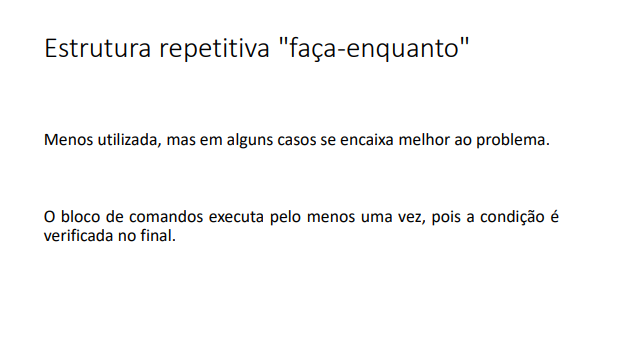 Estrutura repetitiva "faça-enquanto"
Menos utilizada, mas em alguns casos se encaixa melhor ao problema.
O bloco de comandos executa pelo menos uma vez, pois a condição é
verificada no final.